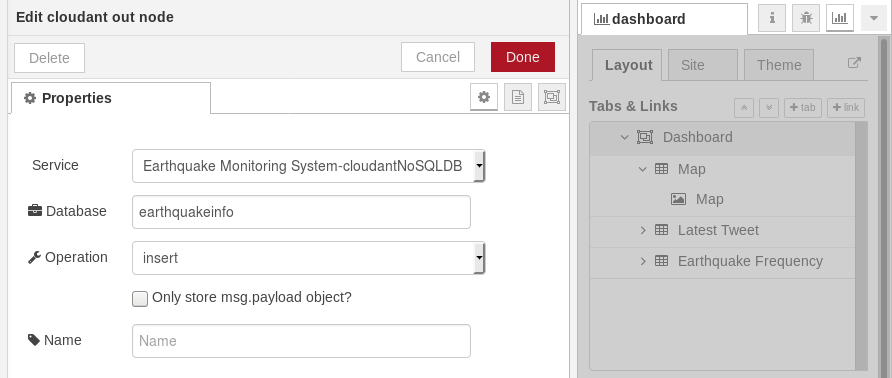 Edit cloudant out node
Delete
Cancel
Done
Properties
Service
Earthquake Monitoring System-cloudantNoSQLDB
Database
earthquakeinfo
Operation
insert
Only store msg.payload object?
Name
Name
dashboard
Layout
Site
Theme
Tabs & Links
+ tab
+ link
Dashboard
Map
Map
Latest Tweet
Earthquake Frequency